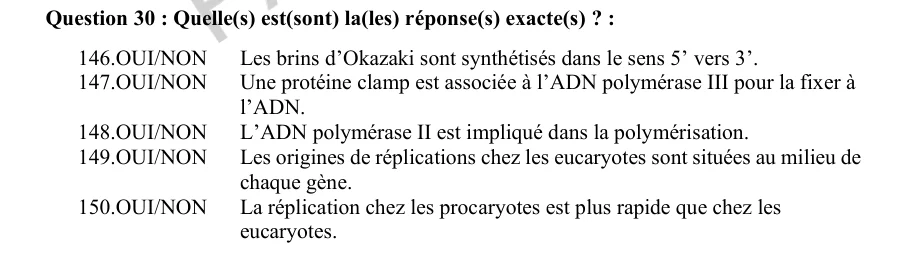 Question 30 : Quelle(s) est(sont) la(les) réponse(s) exacte(s) ? :
146.OUI/NON Les brins d’Okazaki sont synthétisés dans le sens 5’ vers 3’.
147.OUI/NON Une protéine clamp est associée à l’ADN polymérase III pour la fixer à
l’ADN.
148.OUI/NON L’ADN polymérase II est impliqué dans la polymérisation.
149.OUI/NON Les origines de réplications chez les eucaryotes sont situées au milieu de
chaque gène.
150.OUI/NON La réplication chez les procaryotes est plus rapide que chez les
eucaryotes.